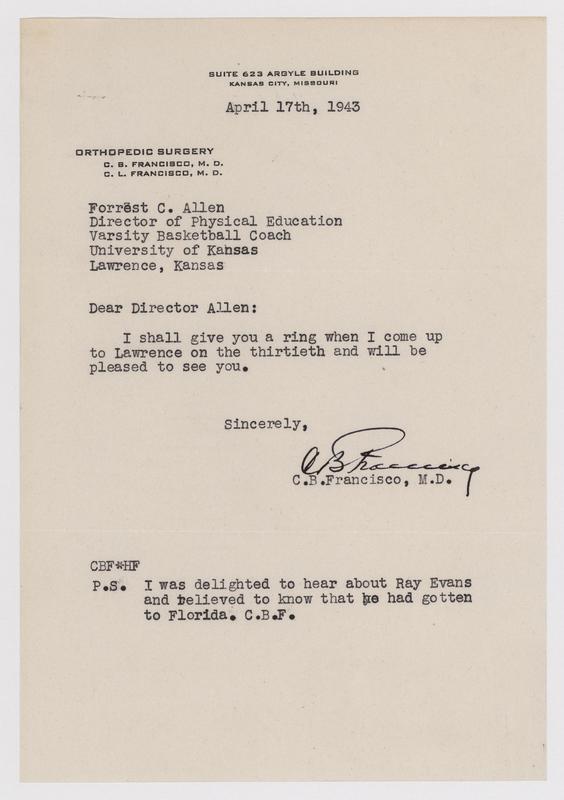 SUITE 623 ARGYLE BUILDING
KANSAS CITY, MISSOURI
April 17th, 1943
ORTHOPEDIC SURGERY
C. B. FRANCISCO, M. D.
C. L. FRANCISCO, M. D.
Forrest C. Allen
Director of Physical Education
Varsity Basketball Coach
University of Kansas
Lawrence, Kansas
Dear Director Allen:
I shall give you a ring when I come up
to Lawrence on the thirtieth and will be
pleased to see you.
Sincerely,
C B Francisco
C.B.Francisco, M.D.
CBF*HF
P.S. I was delighted to hear about Ray Evans
and relieved to know that he had gotten
to Florida. C.B.F.